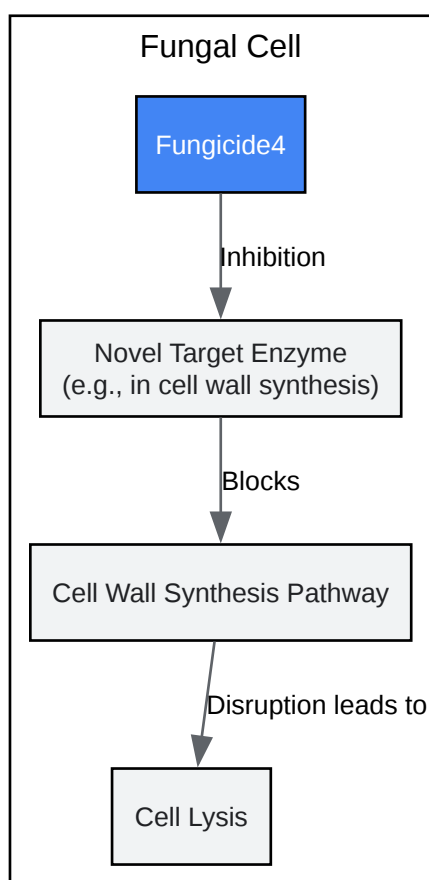 Fungal Cell
Fungicide4
Inhibition
Novel Target Enzyme
(e.g., in cell wall synthesis)
Blocks
Cell Wall Synthesis Pathway
Disruption leads to
Cell Lysis